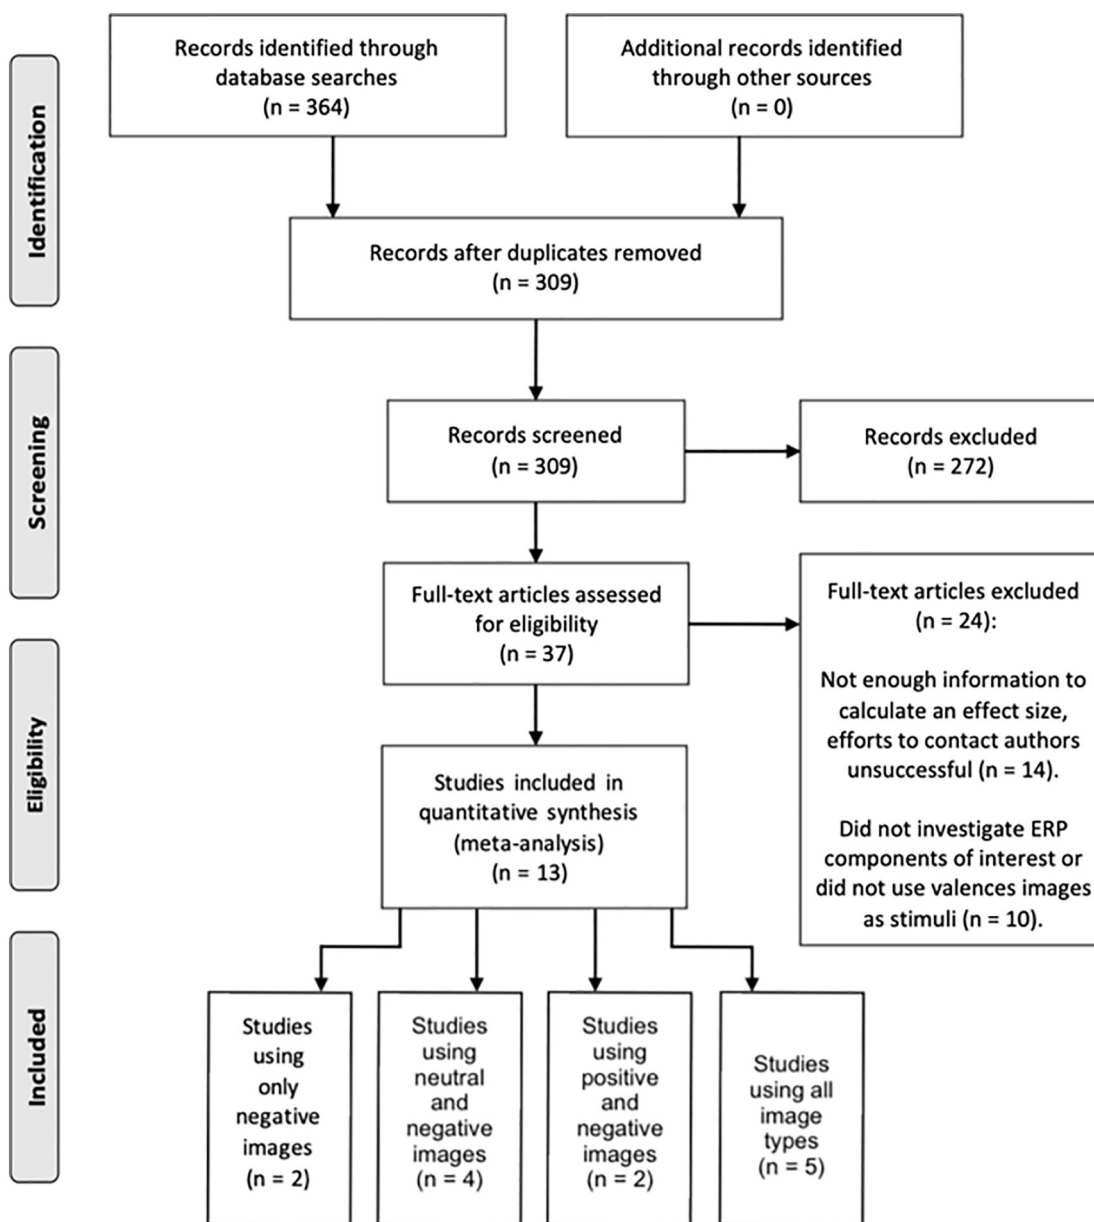 Identification
Records identified through
database searches
(n = 364)
Additional records identified
through other sources
(n = 0)
Records after duplicates removed
(n = 309)
Screening
Records screened
(n = 309)
Records excluded
(n = 272)
Eligibility
Full-text articles assessed
for eligibility
(n = 37)
Full-text articles excluded
(n = 24):
Not enough information to
calculate an effect size,
efforts to contact authors
unsuccessful (n = 14).
Did not investigate ERP
components of interest or
did not use valences images
as stimuli (n = 10).
Studies included in
quantitative synthesis
(meta-analysis)
(n = 13)
Included
Studies
using
only
negative
images
(n = 2)
Studies
using
neutral
and
negative
images
(n = 4)
Studies
using
positive
and
negative
images
(n = 2)
Studies
using all
image
types
(n = 5)